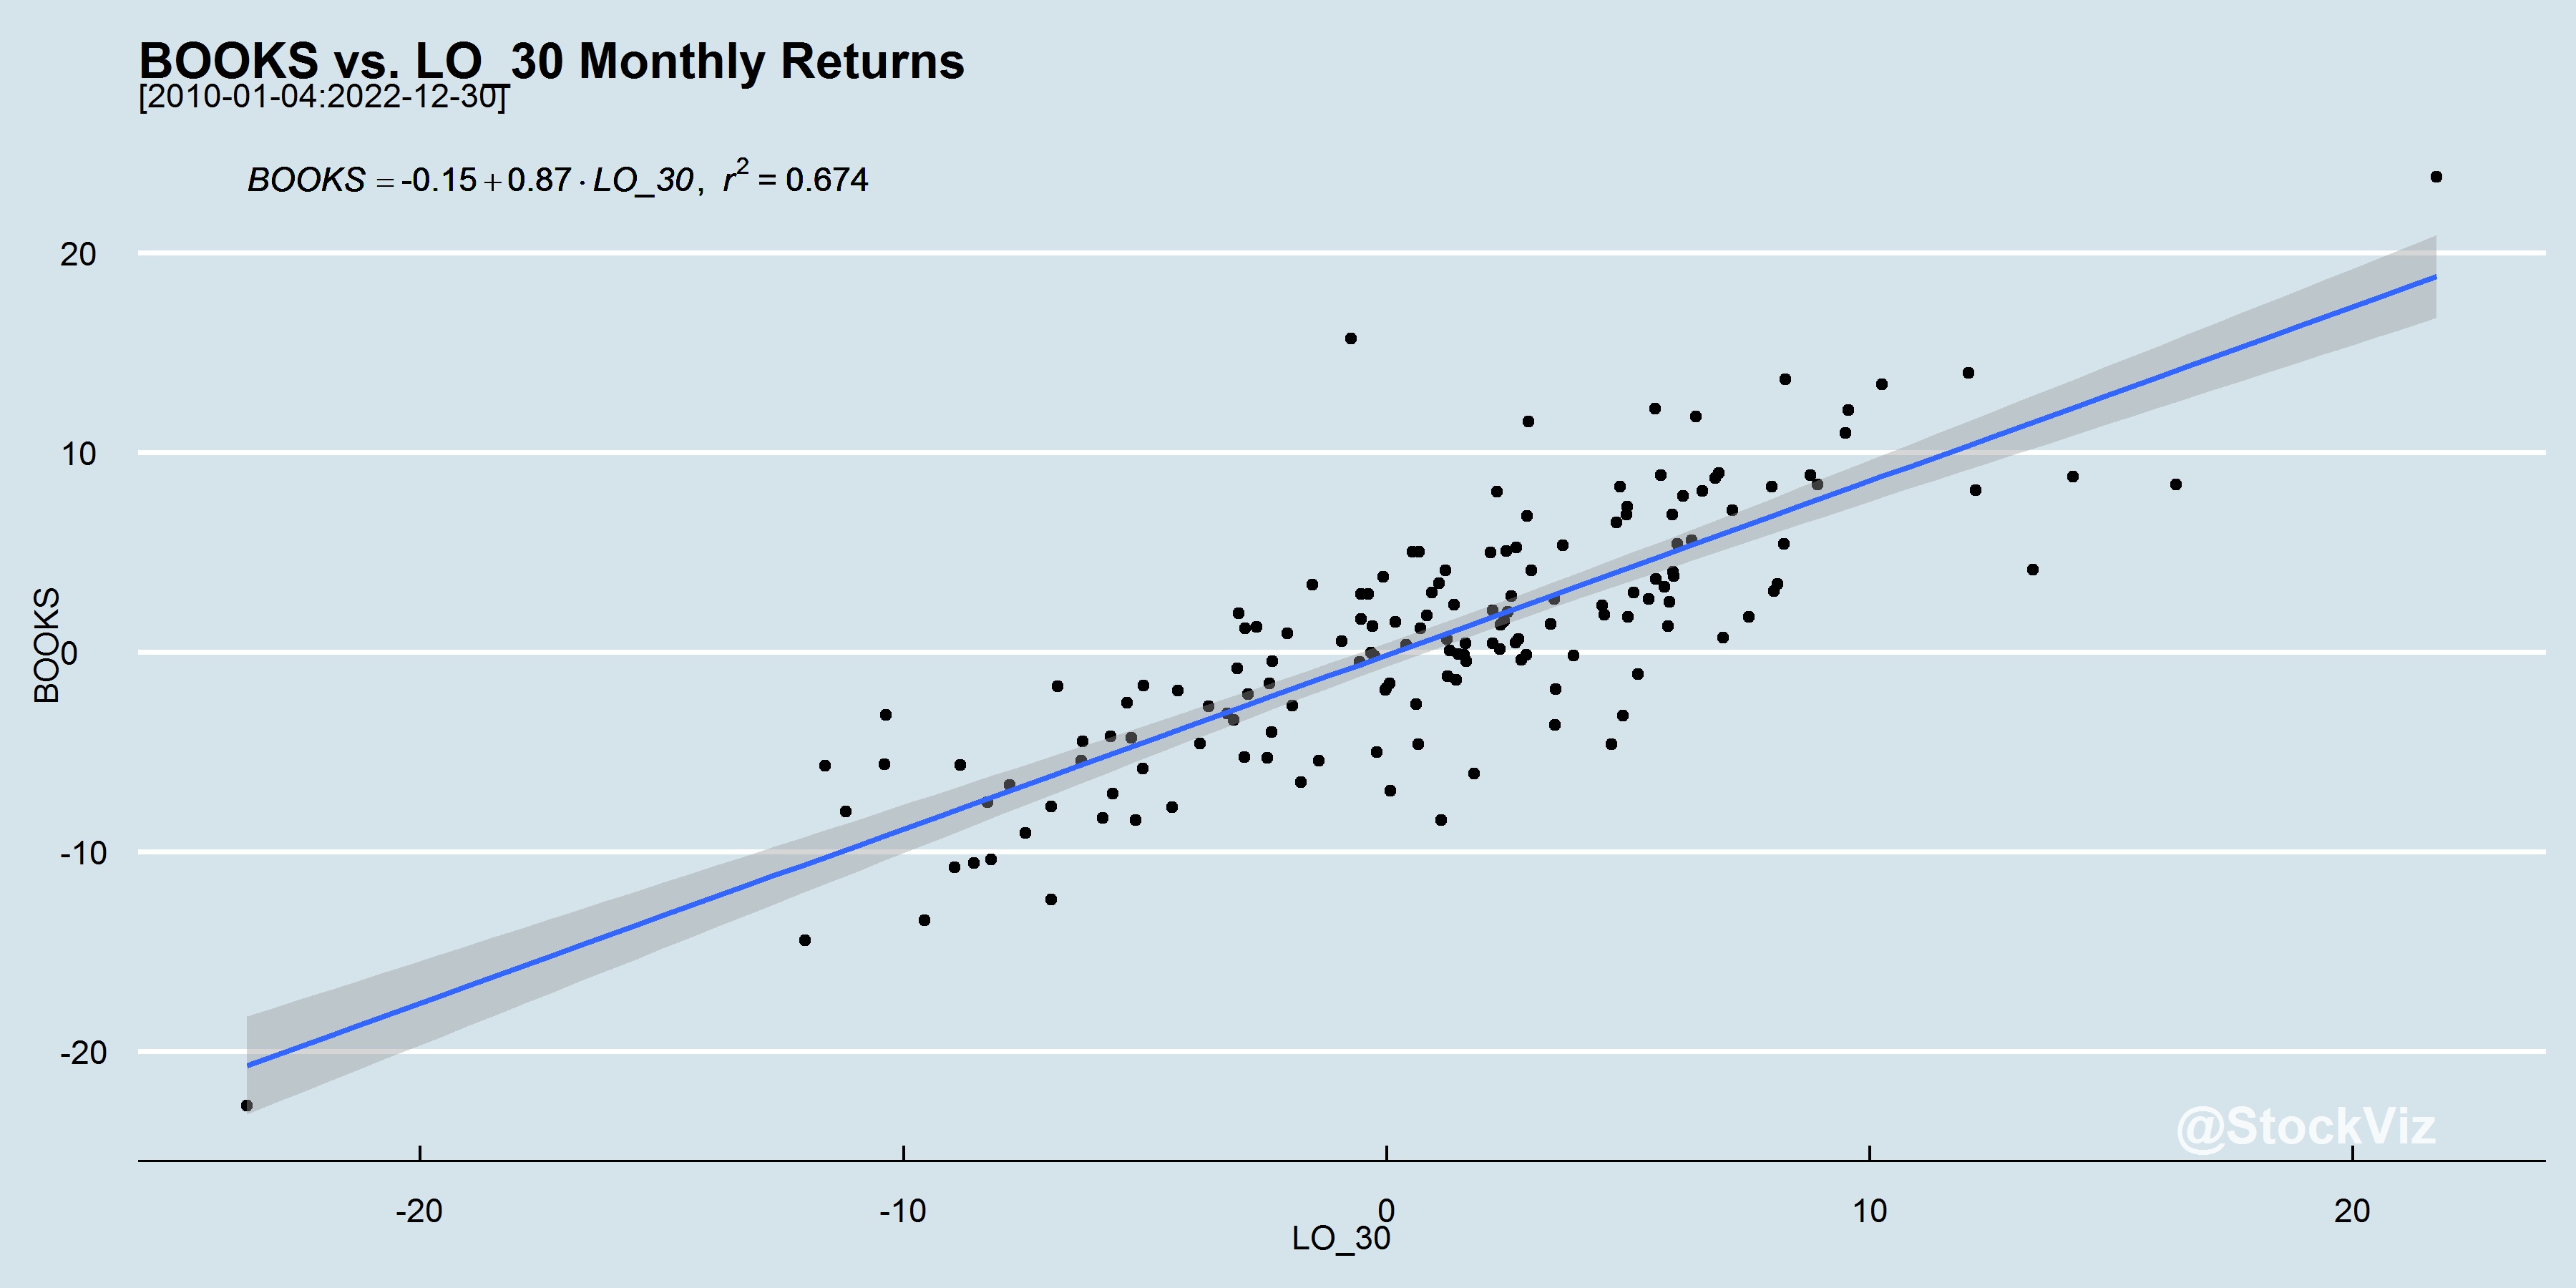 BOOKS vs. LO_30 Monthly Returns
[2010-01-04:2022-12-30]
BOOKS = -0.15 + 0.87 · LO_30, r² = 0.674
20
10
0
-10
-20
BOOKS
@StockViz
-20 -10 0 10 20
LO_30